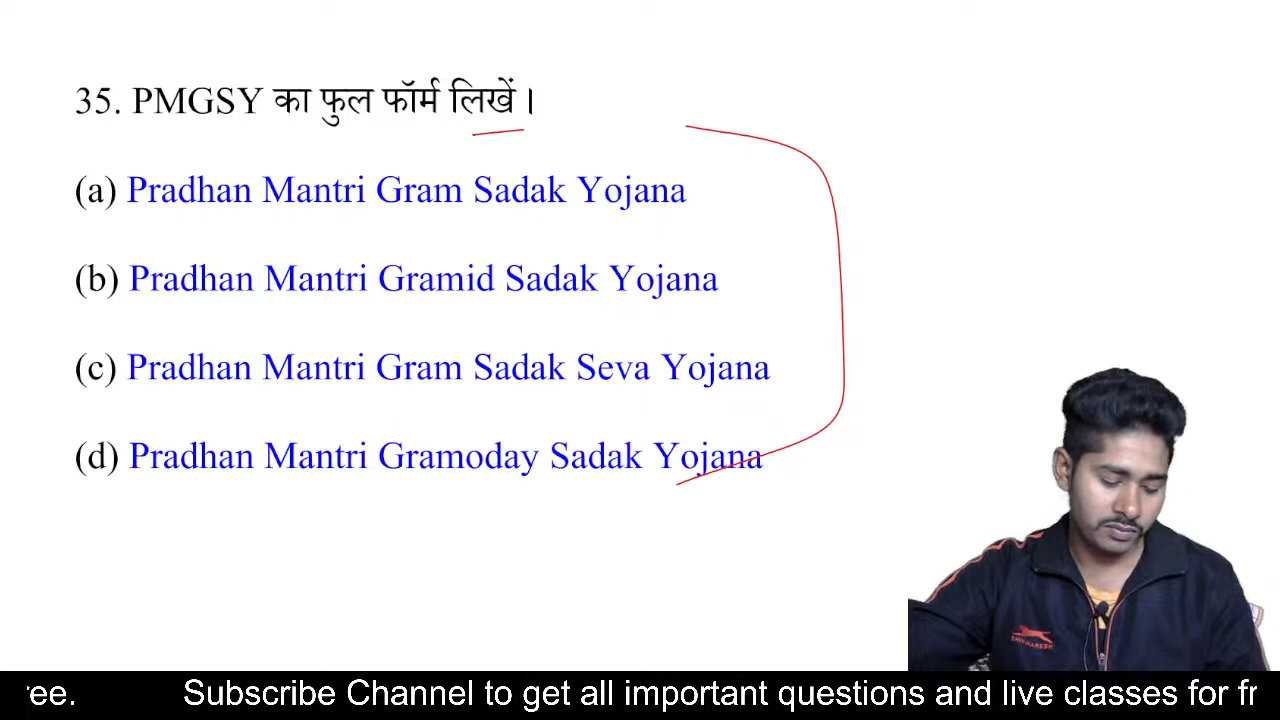 35. PMGSY का फुल फॉर्म लिखें।
(a) Pradhan Mantri Gram Sadak Yojana
(b) Pradhan Mantri Gramid Sadak Yojana
(c) Pradhan Mantri Gram Sadak Seva Yojana
(d) Pradhan Mantri Gramoday Sadak Yojana
ree. Subscribe Channel to get all important questions and live classes for fr